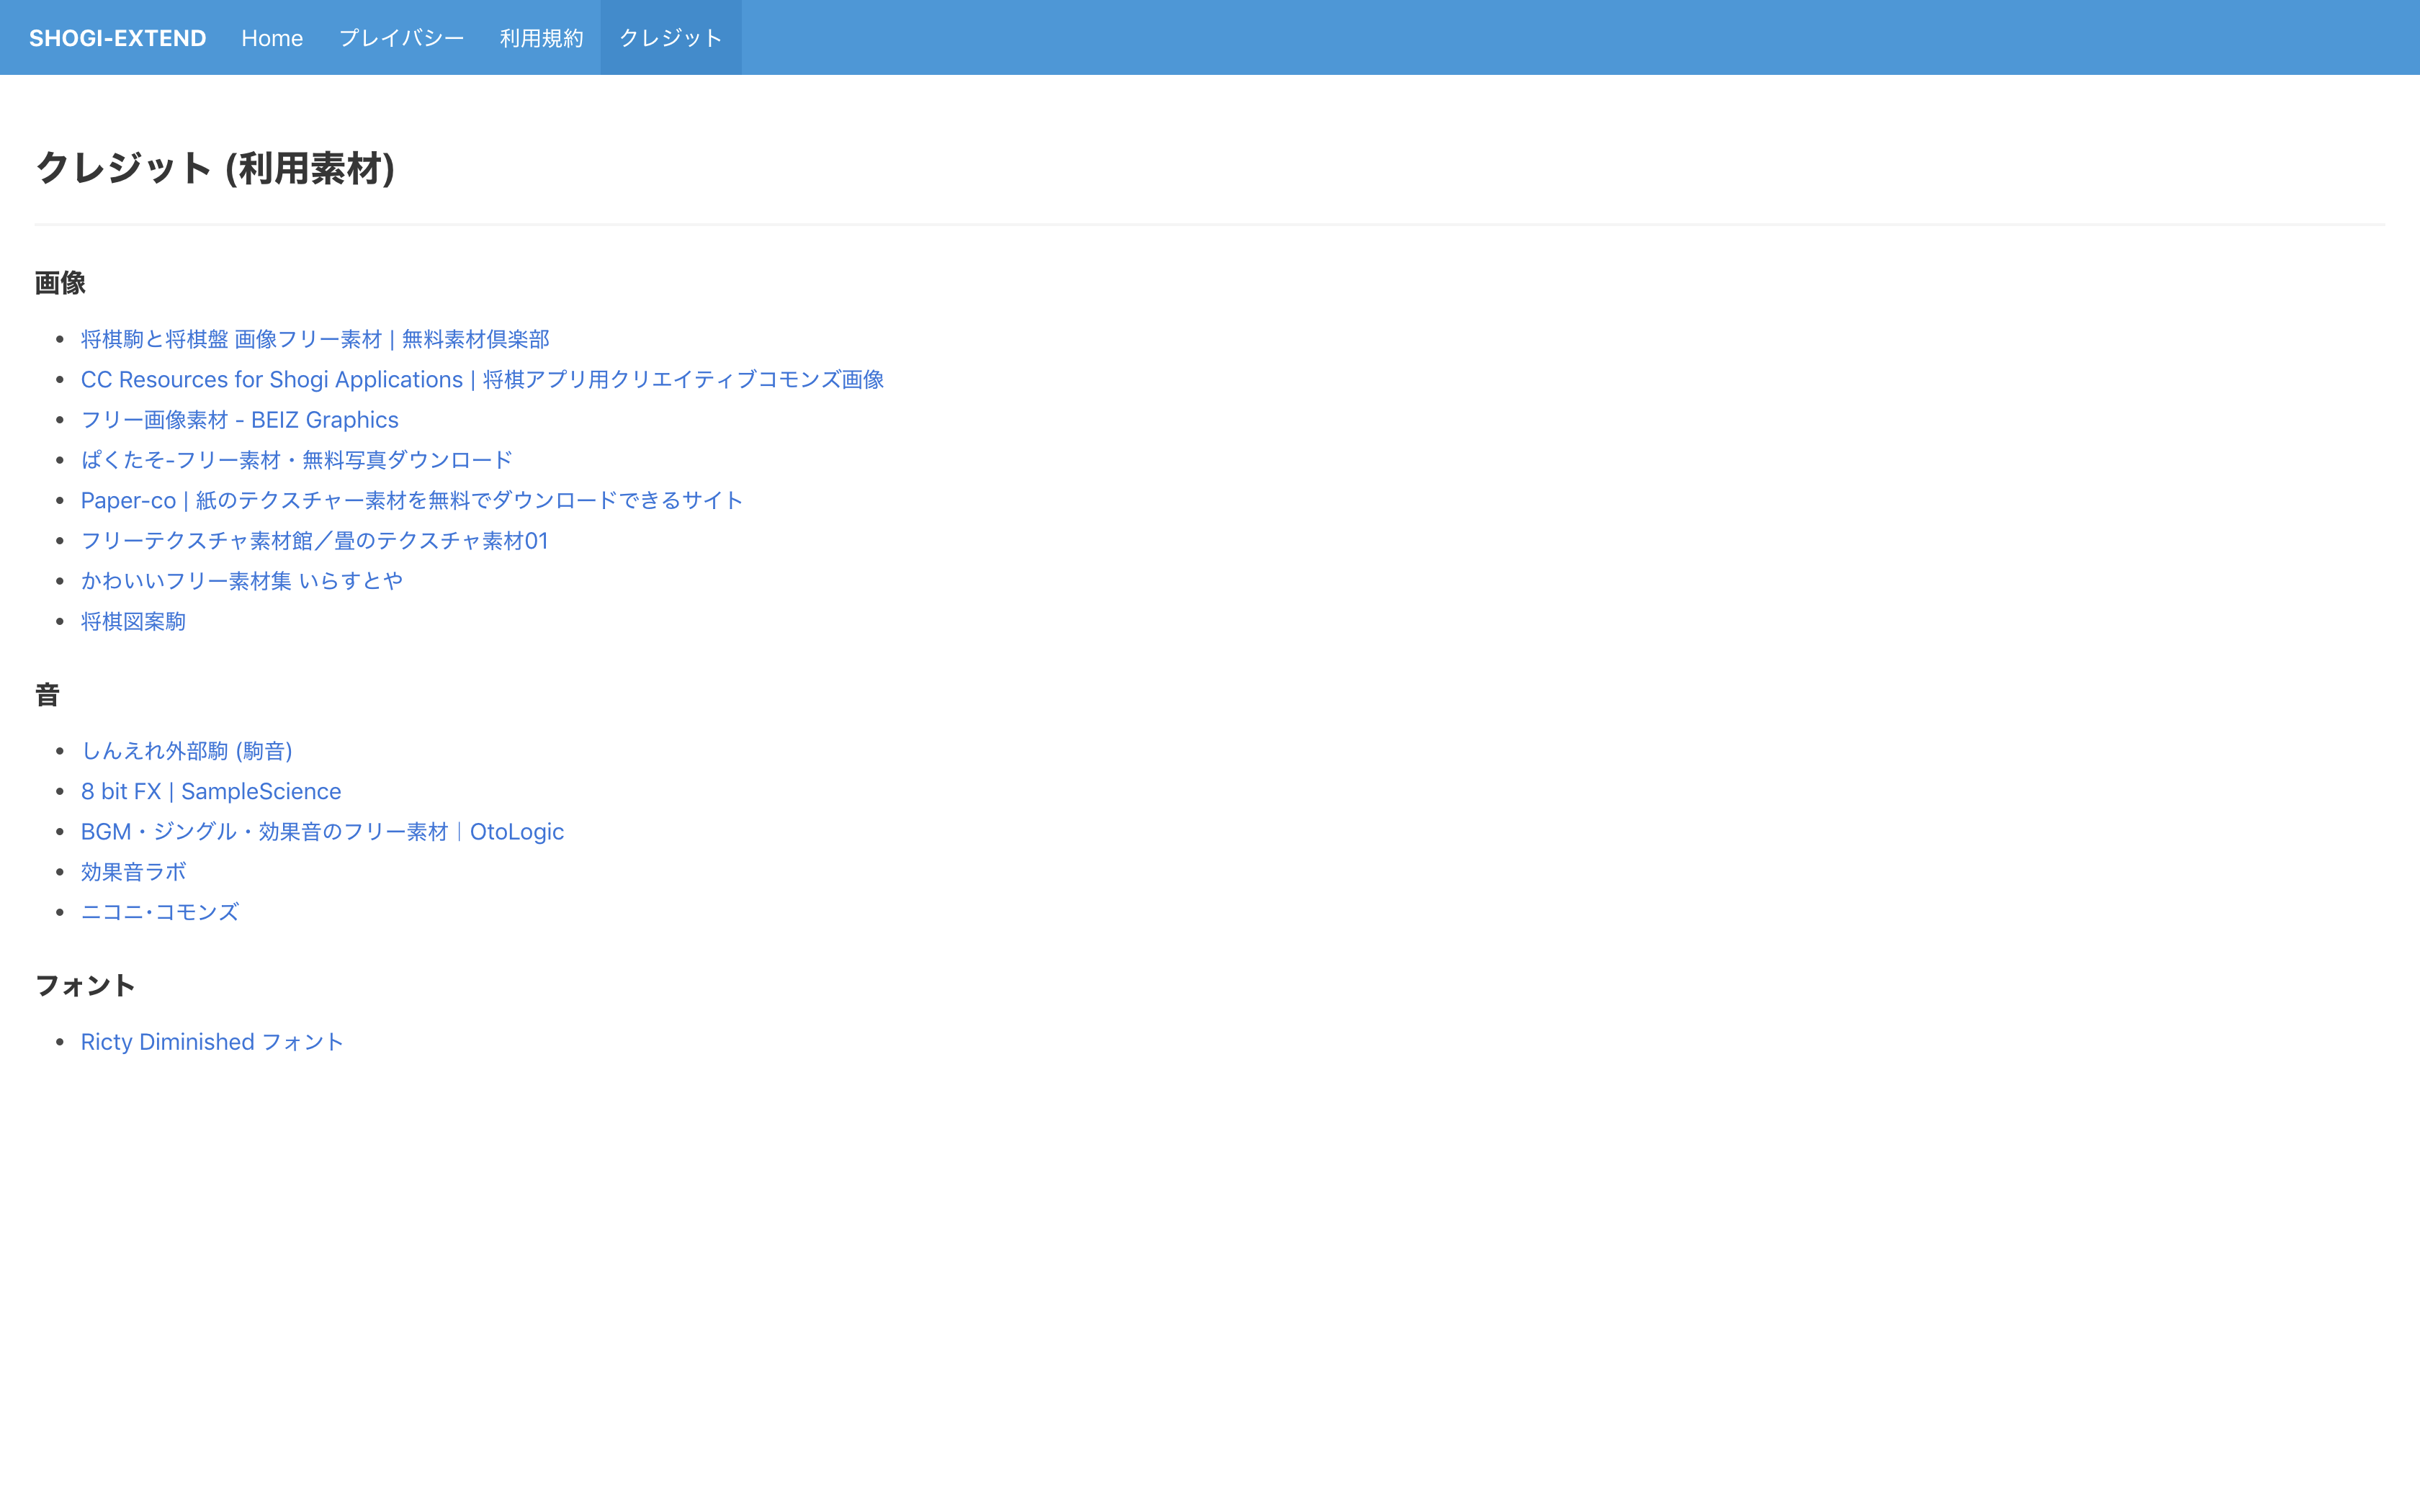 SHOGI-EXTEND Home プレイバシー 利用規約 クレジット
クレジット (利用素材)
画像
将棋駒と将棋盤 画像フリー素材 | 無料素材倶楽部
CC Resources for Shogi Applications | 将棋アプリ用クリエイティブコモンズ画像
フリー画像素材 - BEIZ Graphics
ぱくたそ-フリー素材・無料写真ダウンロード
Paper-co | 紙のテクスチャー素材を無料でダウンロードできるサイト
フリーテクスチャ素材館／畳のテクスチャ素材01
かわいいフリー素材集 いらすとや
将棋図案駒
音
しんえれ外部駒 (駒音)
8 bit FX | SampleScience
BGM・ジングル・効果音のフリー素材｜OtoLogic
効果音ラボ
ニコニ･コモンズ
フォント
Ricty Diminished フォント